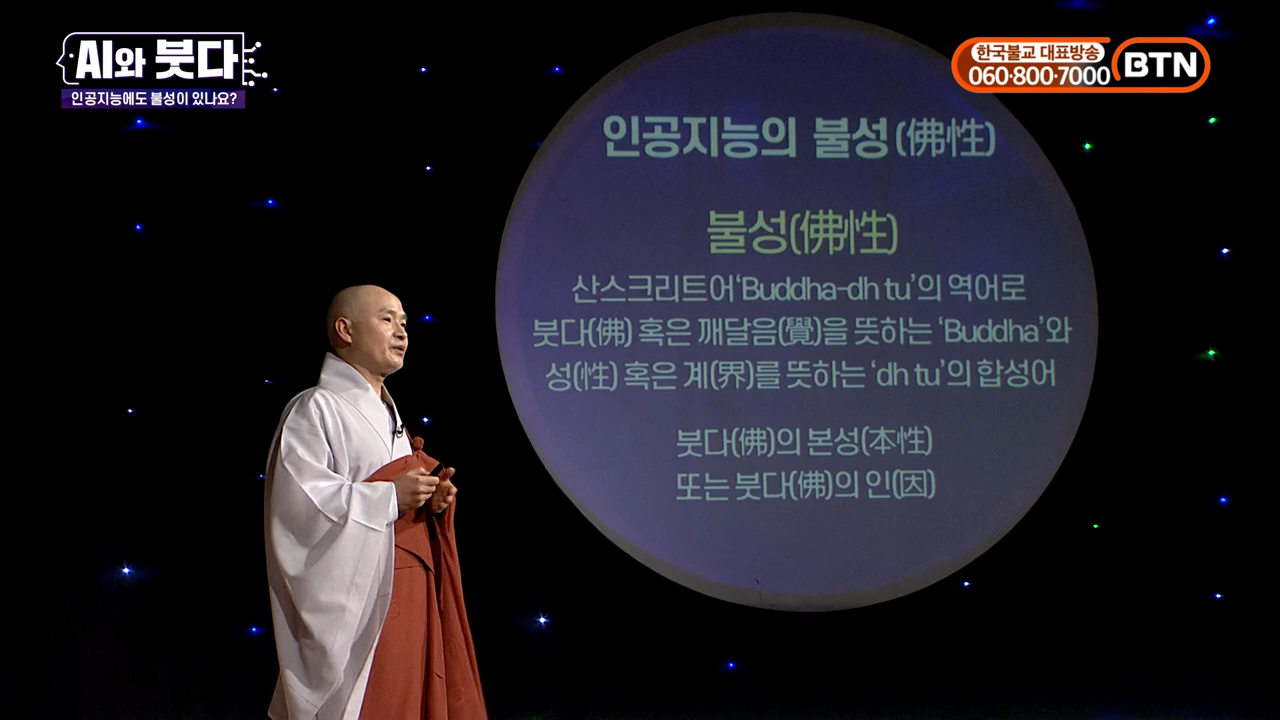 AI와 붓다
인공지능에도 불성이 있나요?
한국불교 대표방송
060·800·7000
BTN
인공지능의 불성(佛性)
불성(佛性)
산스크리트어‘Buddha-dh tu’의 역어로
붓다(佛) 혹은 깨달음(覺)을 뜻하는 ‘Buddha’와
성(性) 혹은 계(界)를 뜻하는 ‘dh tu’의 합성어
붓다(佛)의 본성(本性)
또는 붓다(佛)의 인(因)